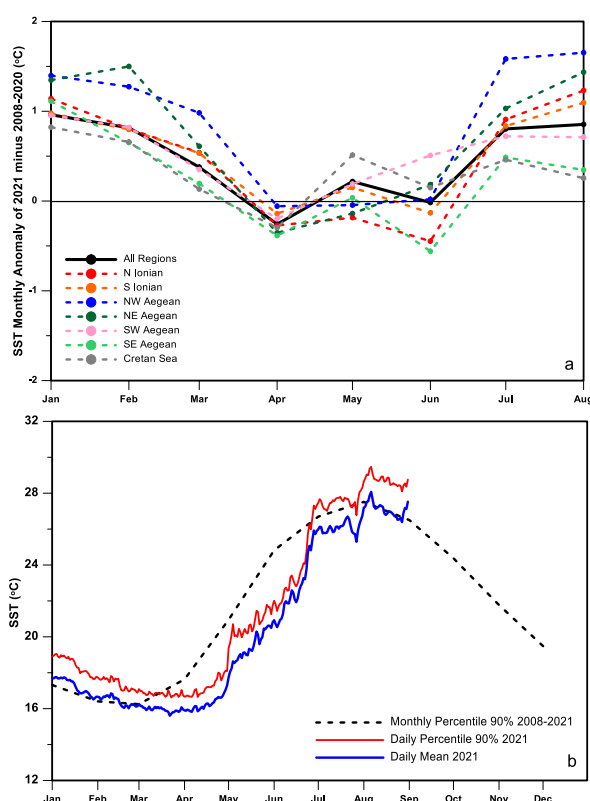 2
1
0
-1
-2
SST Monthly Anomaly of 2021 minus 2008-2020 (°C)
All Regions
N Ionian
S Ionian
NW Aegean
NE Aegean
SW Aegean
SE Aegean
Cretan Sea
a
Jan Feb Mar Apr May Jun Jul Aug
32
28
24
20
16
12
SST (°C)
Monthly Percentile 90% 2008-2021
Daily Percentile 90% 2021
Daily Mean 2021
b
Jan Feb Mar Apr May Jun Jul Aug Sep Oct Nov Dec